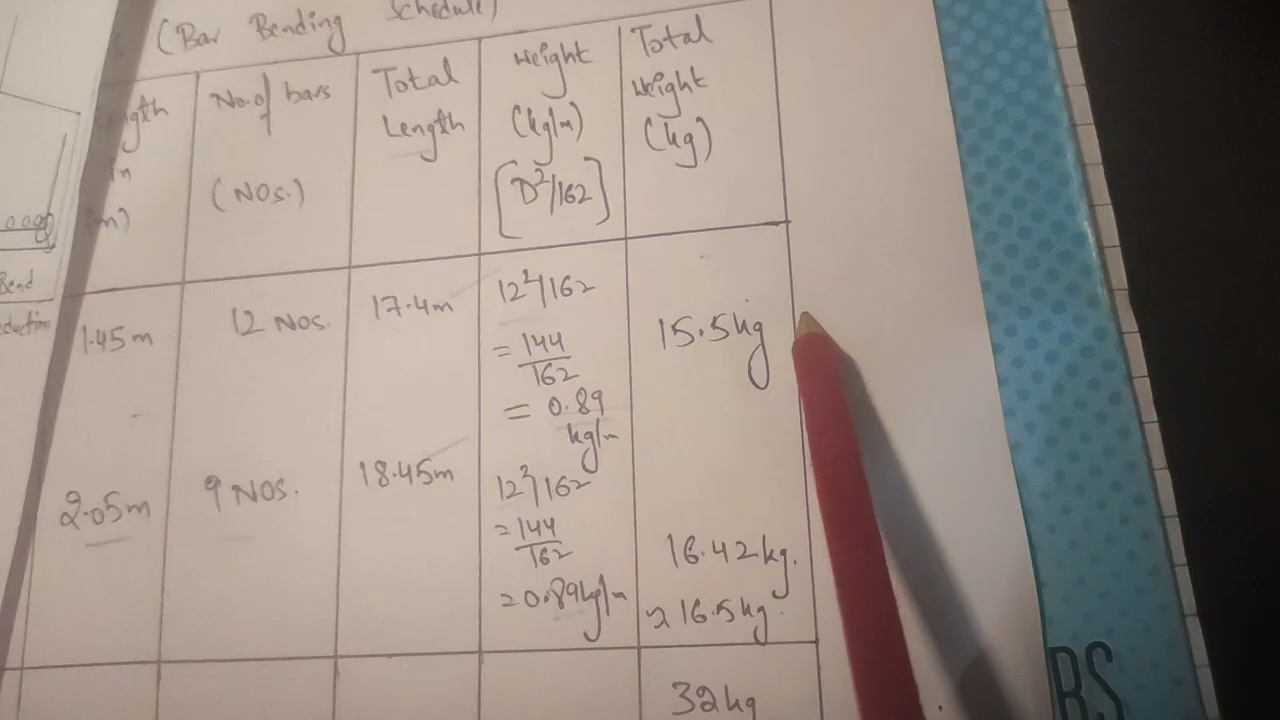 (Bar Bending Schedule)
No. of bars
(NOS.)
Total
Length
Weight
(kg/m)
[D²/162]
Total
Weight
(kg)
Bend
1.45m
12 NOS.
17.4m
12²/162
= 144
162
= 0.89
kg/m
15.5kg
2.05m
9 NOS.
18.45m
12²/162
= 144
162
= 0.89kg/m
16.42kg.
≈ 16.5kg.
32kg
BS